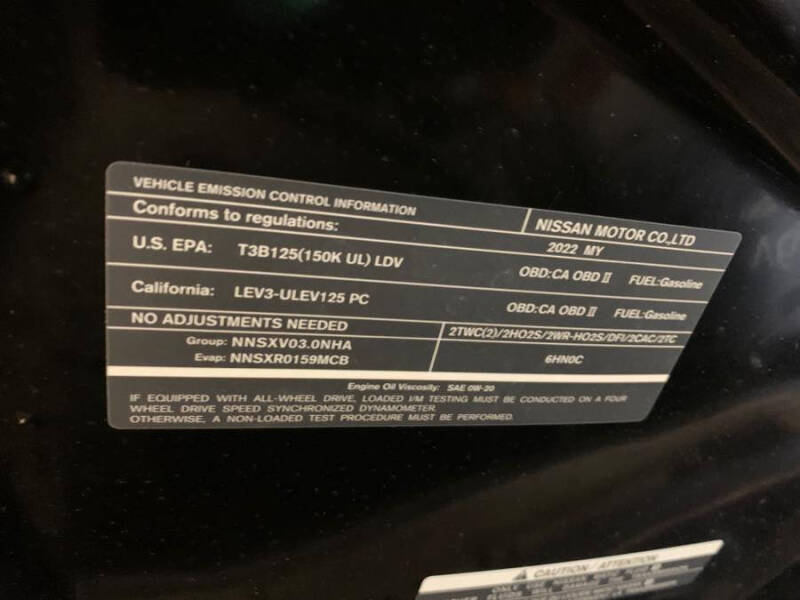 VEHICLE EMISSION CONTROL INFORMATION
NISSAN MOTOR CO.,LTD
Conforms to regulations:
2022 MY
U.S. EPA: T3B125(150K UL) LDV OBD:CA OBD II FUEL:Gasoline
California: LEV3-ULEV125 PC OBD:CA OBD II FUEL:Gasoline
NO ADJUSTMENTS NEEDED
Group: NNSXV03.0NHA
Evap: NNSXR0159MCB
2TWC(2)/2HO2S/2WR-HO2S/DFI/2CAC/2TC
6HN0C
Engine Oil Viscosity: SAE 0W-20
IF EQUIPPED WITH ALL-WHEEL DRIVE, LOADED I/M TESTING MUST BE CONDUCTED ON A FOUR
WHEEL DRIVE SPEED SYNCHRONIZED DYNAMOMETER.
OTHERWISE, A NON-LOADED TEST PROCEDURE MUST BE PERFORMED.
CAUTION/ATTENTION